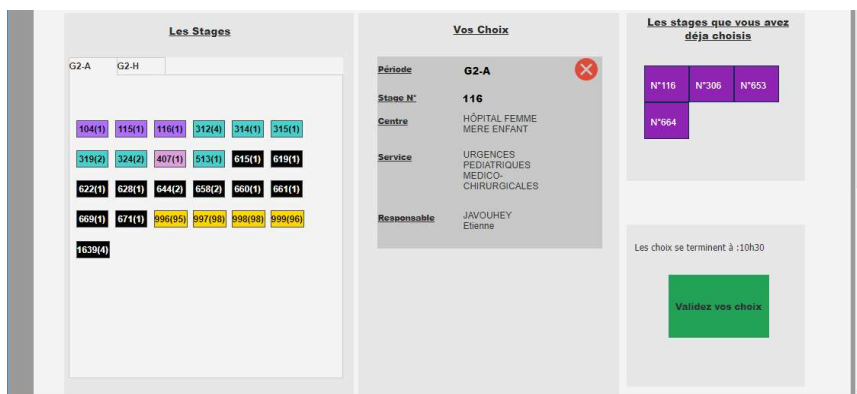 Les Stages
G2-A G2-H
104(1) 115(1) 116(1) 312(4) 314(1) 315(1)
319(2) 324(2) 407(1) 513(1) 615(1) 619(1)
622(1) 628(1) 644(2) 658(2) 660(1) 661(1)
669(1) 671(1) 996(95) 997(98) 998(98) 999(96)
1639(4)
Vos Choix
Période G2-A
Stage N° 116
Centre HÔPITAL FEMME
MERE ENFANT
Service URGENCES
PEDIATRIQUES
MEDICO-
CHIRURGICALES
Responsable JAVOUHEY
Etienne
Les stages que vous avez
déja choisis
N°116 N°306 N°653
N°664
Les choix se terminent à :10h30
Validez vos choix